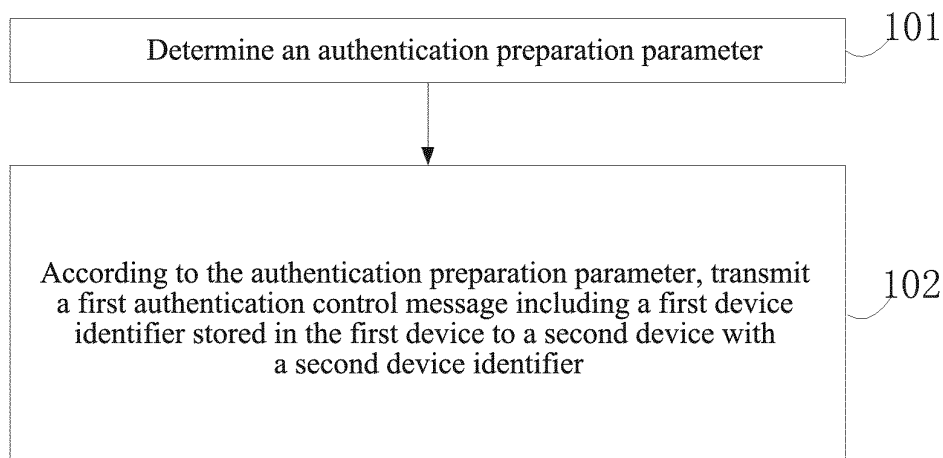 Determine an authentication preparation parameter
101
According to the authentication preparation parameter, transmit
a first authentication control message including a first device
identifier stored in the first device to a second device with
a second device identifier
102